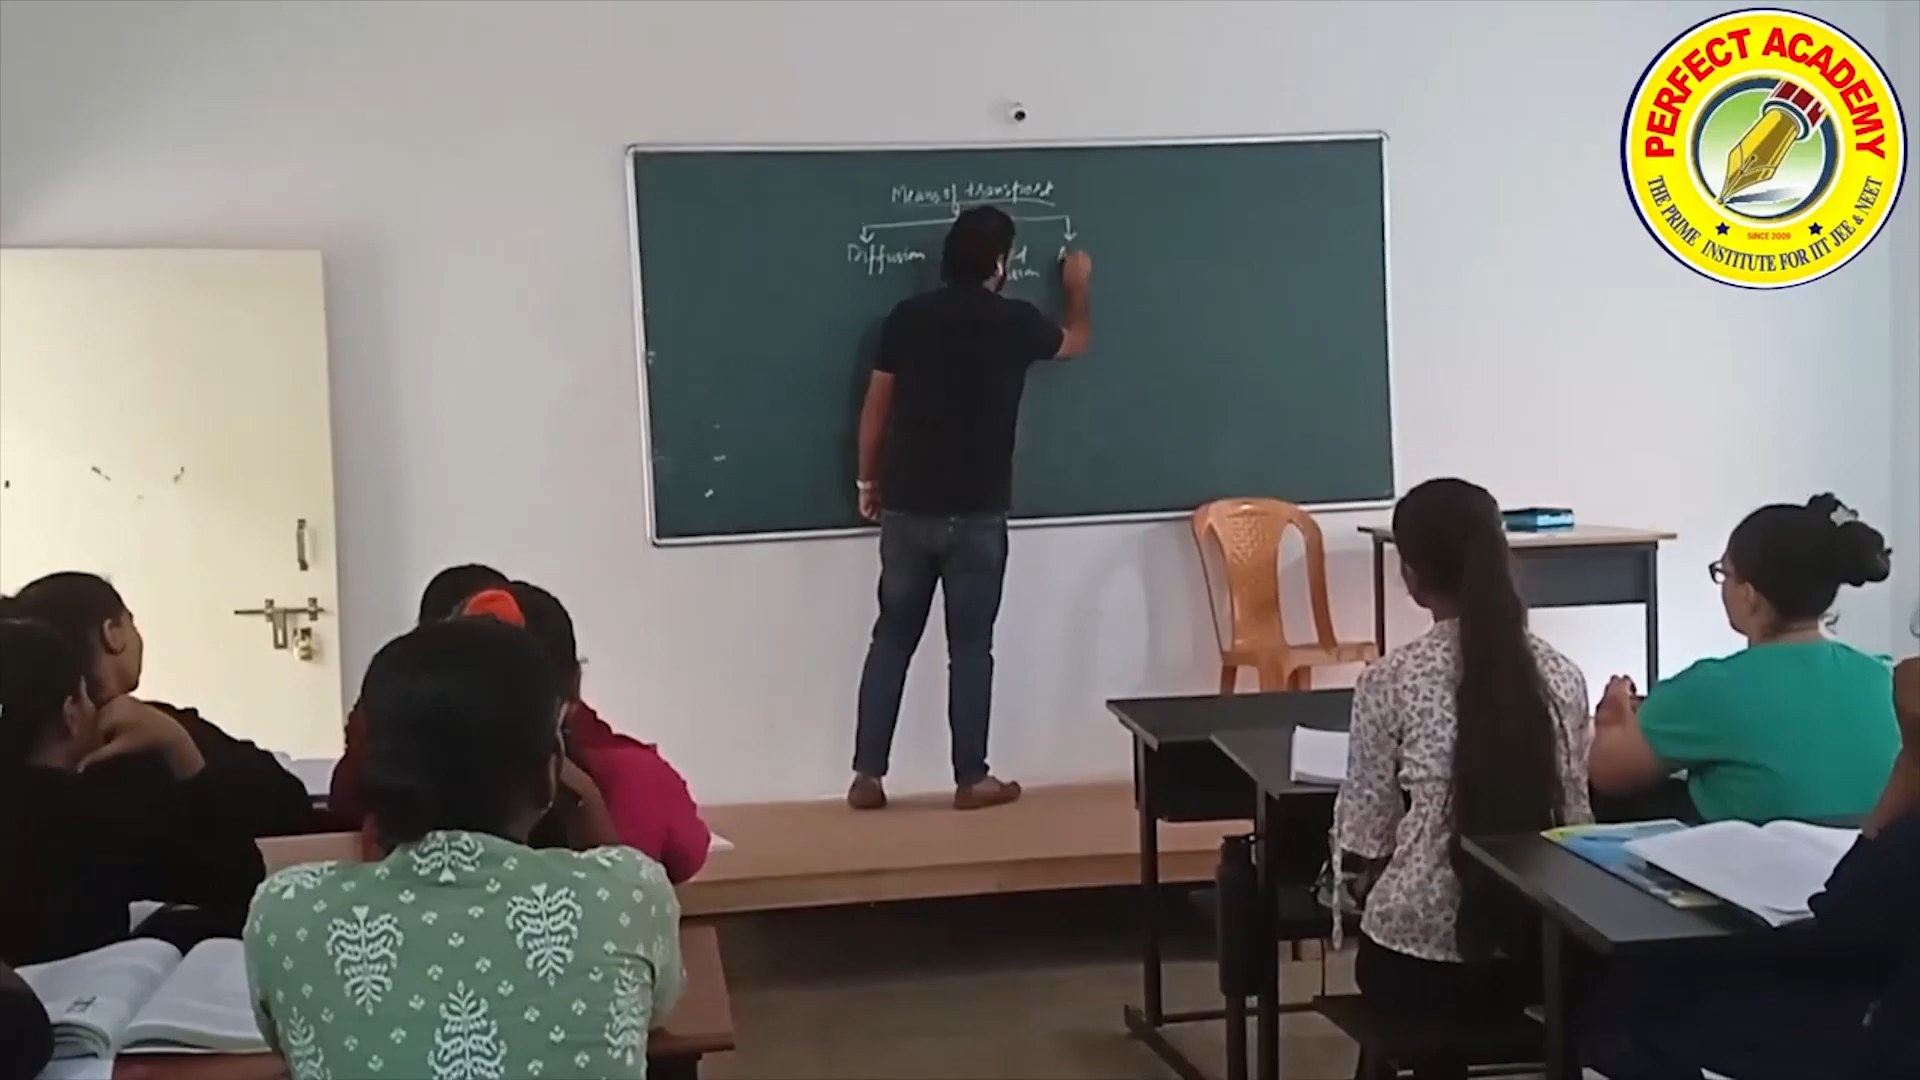 PERFECT ACADEMY
THE PRIME INSTITUTE FOR IIT JEE & NEET
SINCE 2009
Means of transport
Diffusion